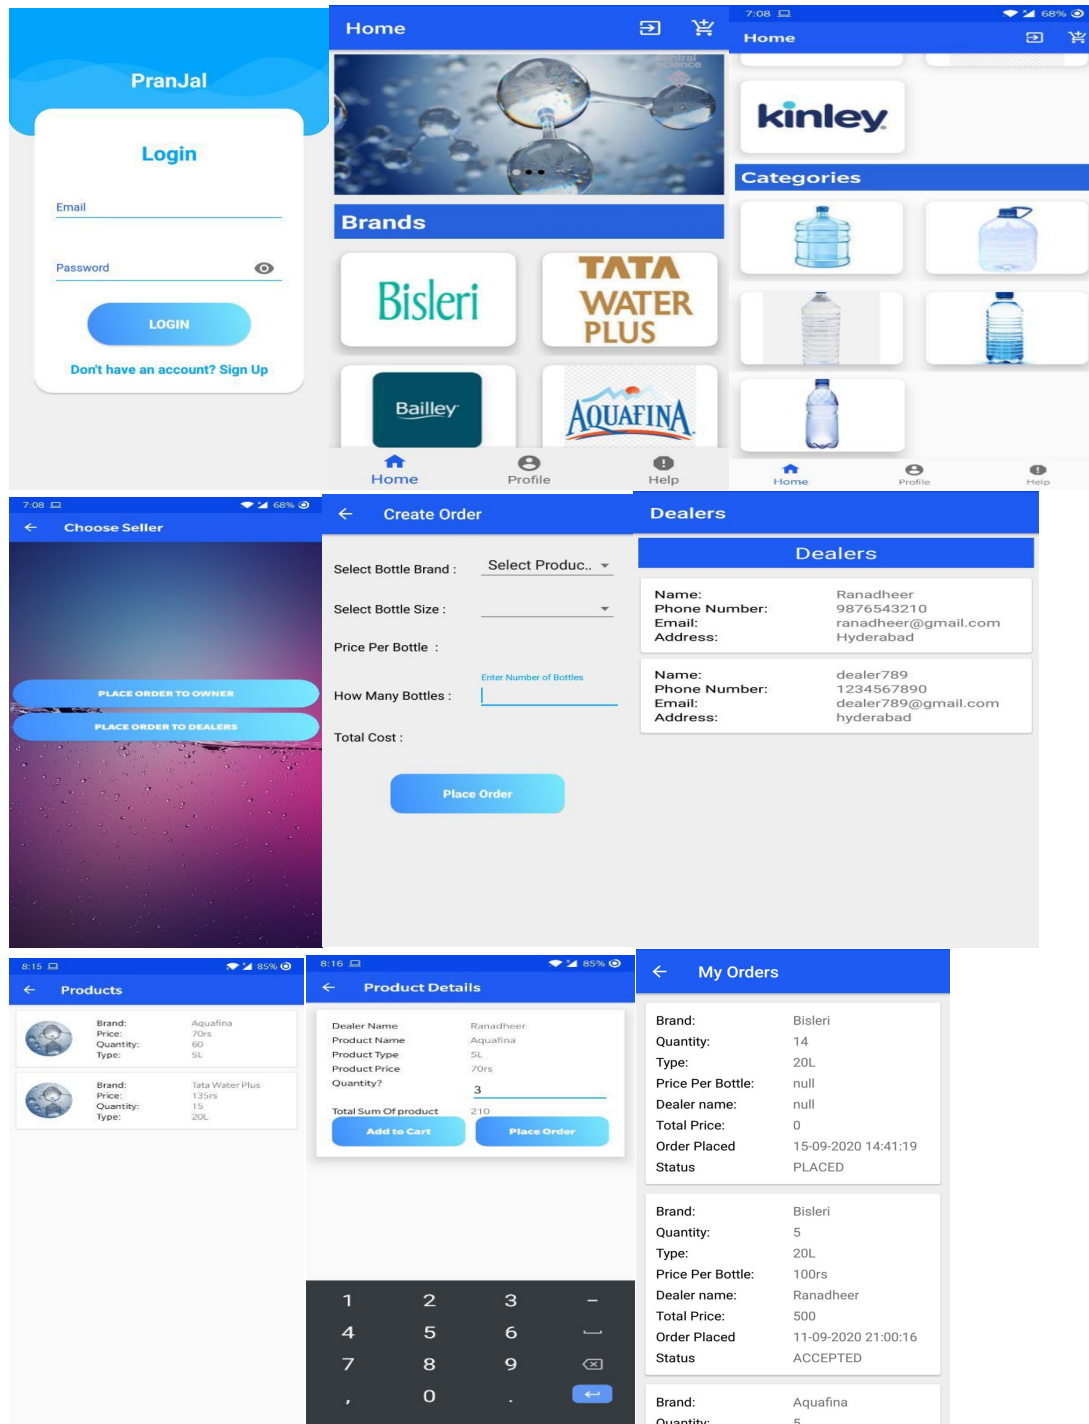 PranJal
Login
Email
Password
LOGIN
Don't have an account? Sign Up
Home
Brands
Bisleri
TATA
WATER
PLUS
Bailley
AQUAFINA
Home Profile Help
7:08 68%
Home
kinley
Categories
Home Profile Help
7:08 68%
Choose Seller
PLACE ORDER TO OWNER
PLACE ORDER TO DEALERS
Create Order
Select Bottle Brand : Select Produc..
Select Bottle Size :
Price Per Bottle :
Enter Number of Bottles
How Many Bottles :
Total Cost :
Place Order
Dealers
Dealers
Name: Ranadheer
Phone Number: 9876543210
Email: ranadheer@gmail.com
Address: Hyderabad
Name: dealer789
Phone Number: 1234567890
Email: dealer789@gmail.com
Address: hyderabad
8:15 85%
Products
Brand: Aquafina
Price: 70rs
Quantity: 60
Type: 5L
Brand: Tata Water Plus
Price: 135rs
Quantity: 15
Type: 20L
8:16 85%
Product Details
Dealer Name Ranadheer
Product Name Aquafina
Product Type 5L
Product Price 70rs
Quantity? 3
Total Sum Of product 210
Add to Cart Place Order
1 2 3 -
4 5 6
7 8 9
, 0 .
My Orders
Brand: Bisleri
Quantity: 14
Type: 20L
Price Per Bottle: null
Dealer name: null
Total Price: 0
Order Placed 15-09-2020 14:41:19
Status PLACED
Brand: Bisleri
Quantity: 5
Type: 20L
Price Per Bottle: 100rs
Dealer name: Ranadheer
Total Price: 500
Order Placed 11-09-2020 21:00:16
Status ACCEPTED
Brand: Aquafina
Quantity: 5